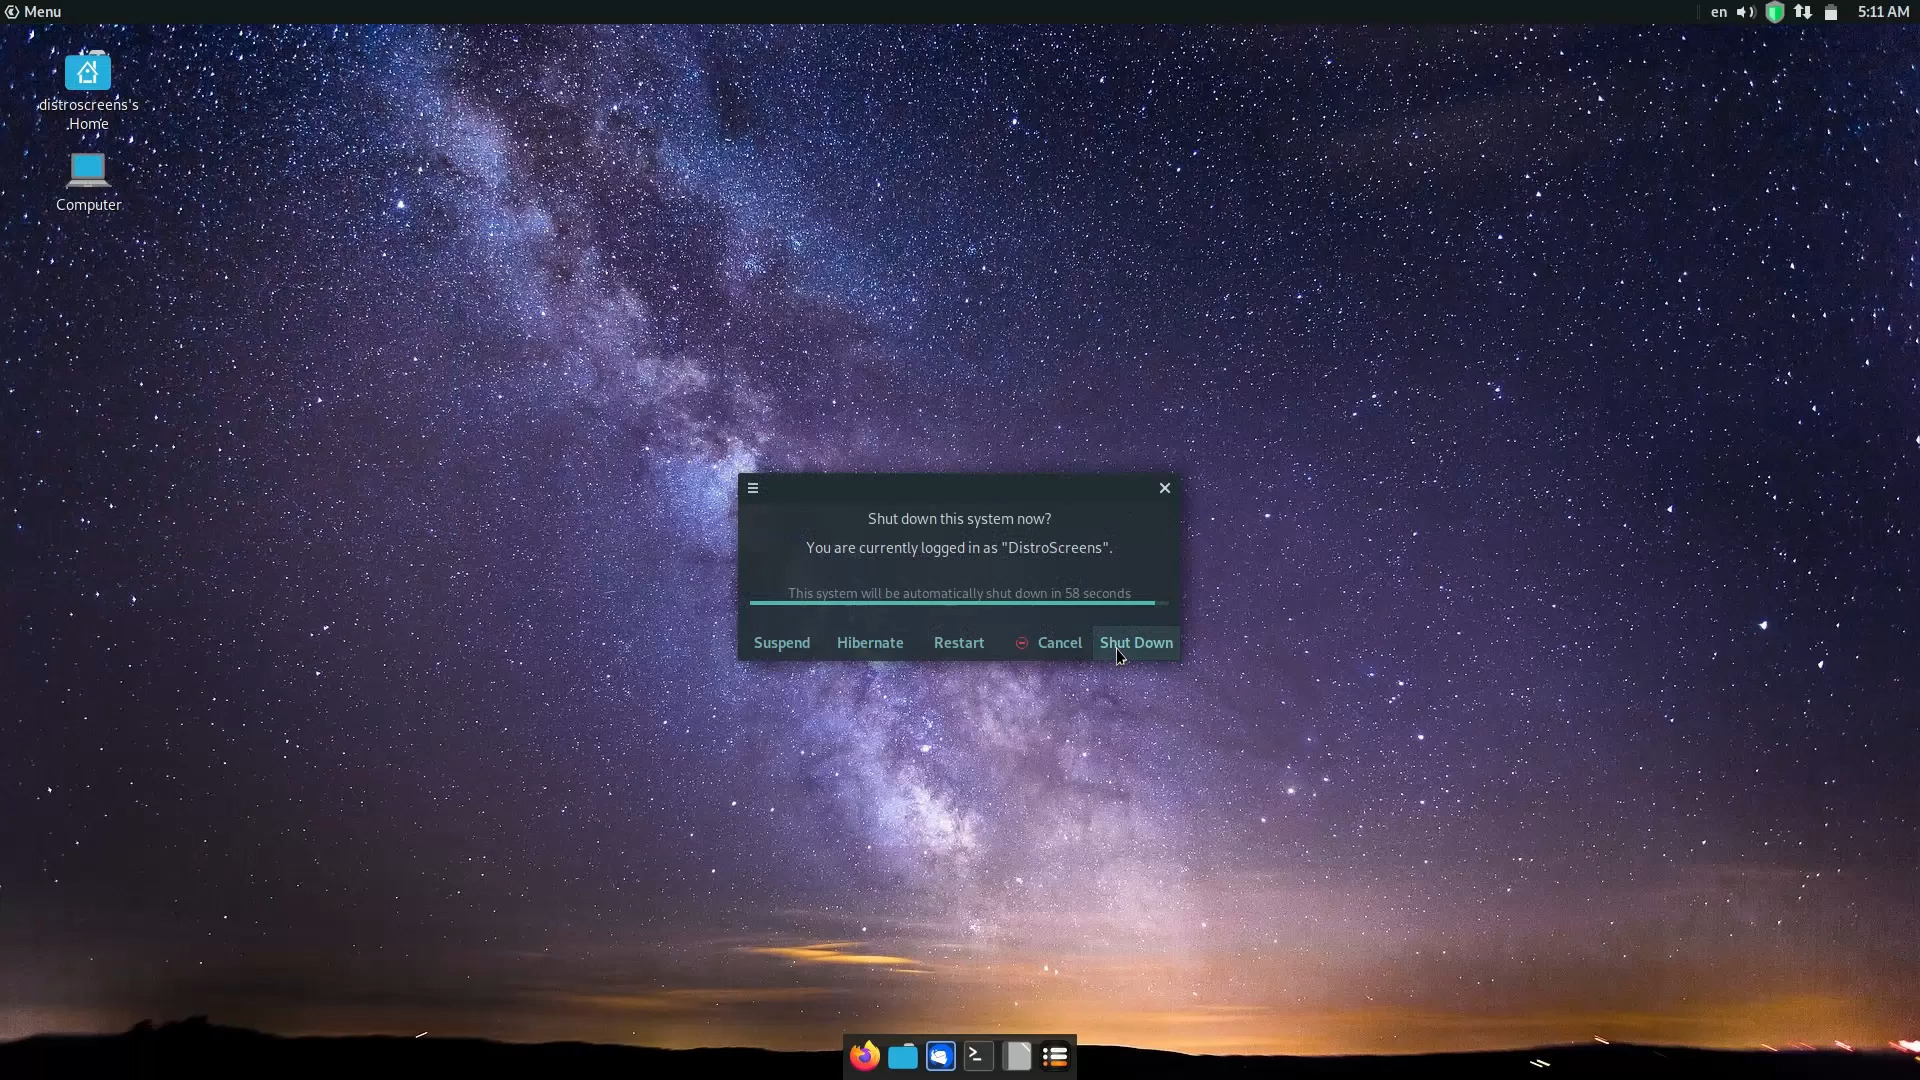 Menu
en
5:11 AM
distroscreens's
Home
Computer
Shut down this system now?
You are currently logged in as "DistroScreens".
This system will be automatically shut down in 58 seconds
Suspend
Hibernate
Restart
Cancel
Shut Down